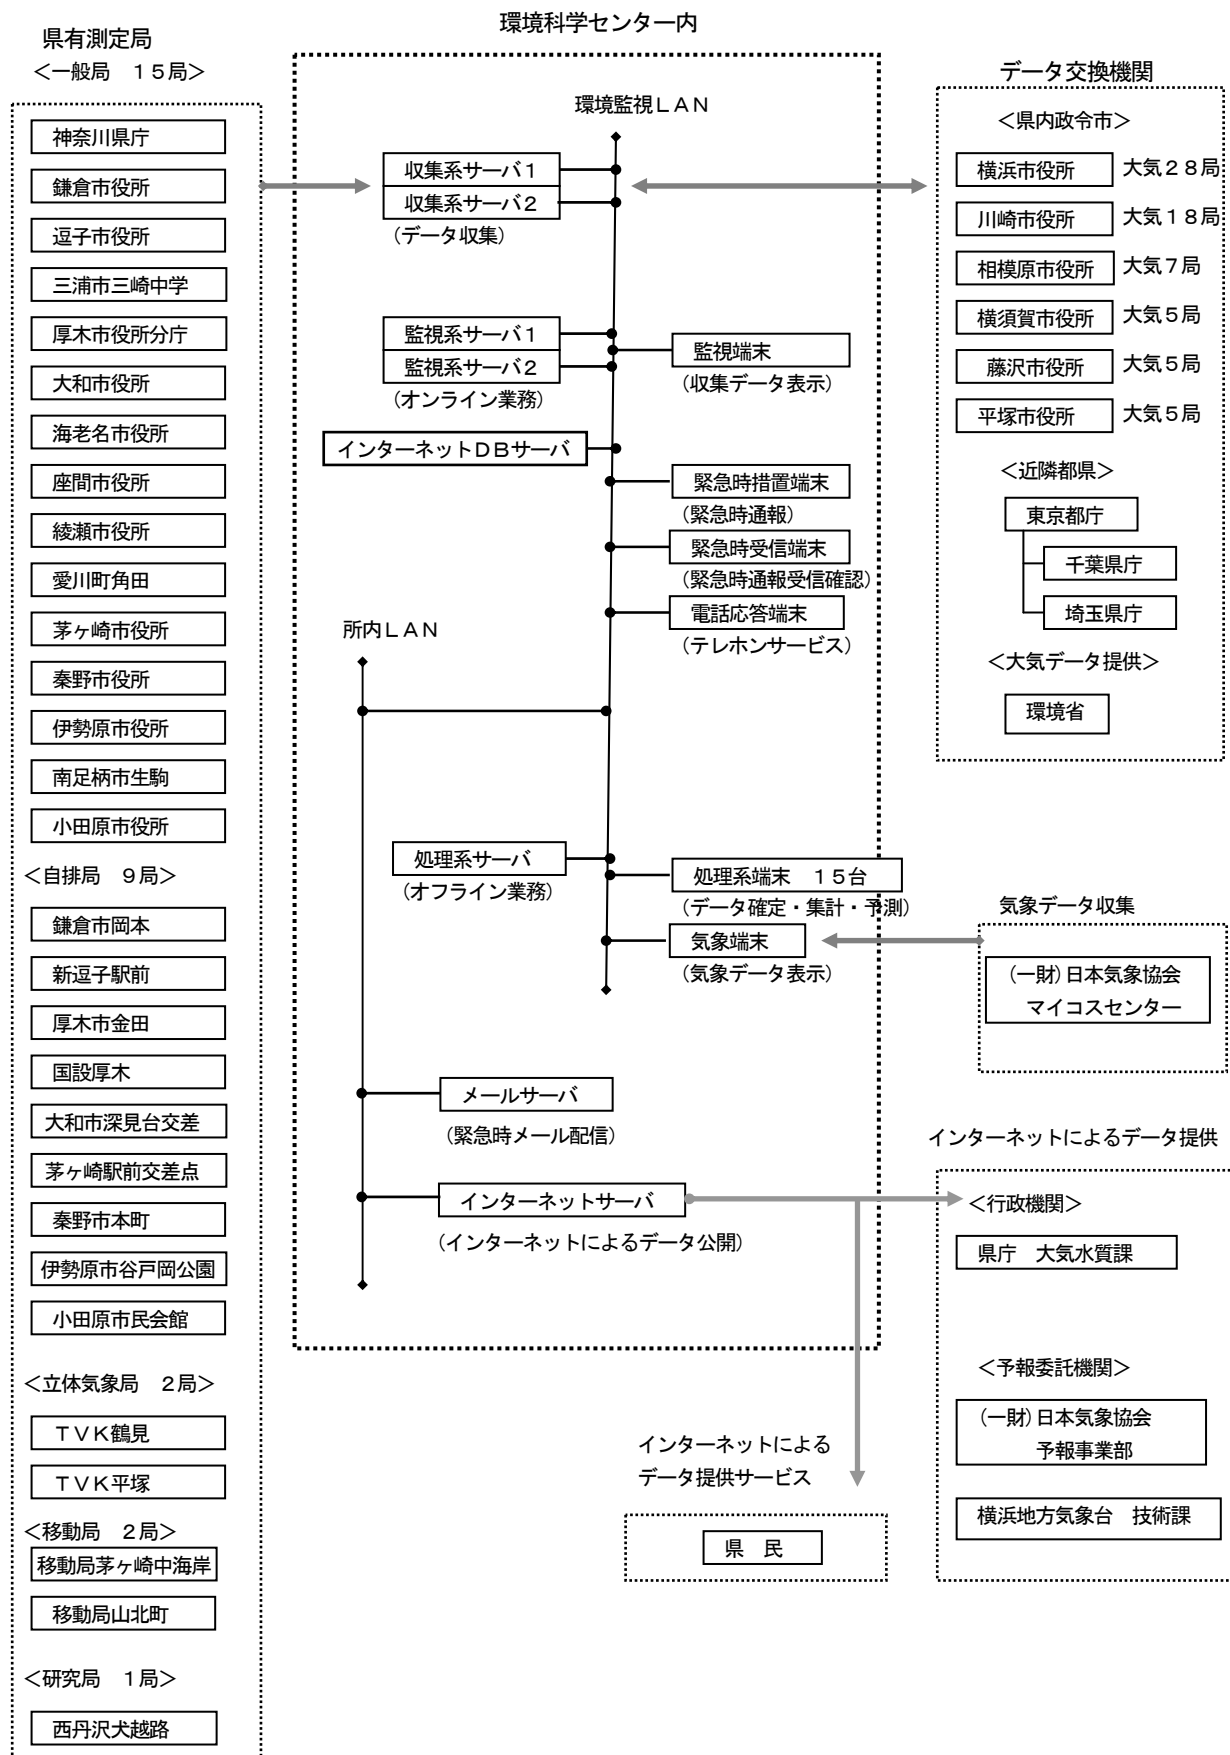 環境科学センター内
県有測定局
＜一般局　１５局＞
神奈川県庁
鎌倉市役所
逗子市役所
三浦市三崎中学
厚木市役所分庁
大和市役所
海老名市役所
座間市役所
綾瀬市役所
愛川町角田
茅ヶ崎市役所
秦野市役所
伊勢原市役所
南足柄市生駒
小田原市役所
＜自排局　９局＞
鎌倉市岡本
新逗子駅前
厚木市金田
国設厚木
大和市深見台交差
茅ヶ崎駅前交差点
秦野市本町
伊勢原市谷戸岡公園
小田原市民会館
＜立体気象局　２局＞
ＴＶＫ鶴見
ＴＶＫ平塚
＜移動局　２局＞
移動局茅ヶ崎中海岸
移動局山北町
＜研究局　１局＞
西丹沢犬越路
環境監視ＬＡＮ
収集系サーバ１
収集系サーバ２
(データ収集)
監視系サーバ１
監視系サーバ２
(オンライン業務)
監視端末
(収集データ表示)
インターネットＤＢサーバ
緊急時措置端末
(緊急時通報)
緊急時受信端末
(緊急時通報受信確認)
電話応答端末
(テレホンサービス)
所内ＬＡＮ
処理系サーバ
(オフライン業務)
処理系端末　１５台
(データ確定・集計・予測)
気象端末
(気象データ表示)
メールサーバ
(緊急時メール配信)
インターネットサーバ
(インターネットによるデータ公開)
インターネットによる
データ提供サービス
県　民
データ交換機関
＜県内政令市＞
横浜市役所　大気２８局
川崎市役所　大気１８局
相模原市役所　大気７局
横須賀市役所　大気５局
藤沢市役所　大気５局
平塚市役所　大気５局
＜近隣都県＞
東京都庁
千葉県庁
埼玉県庁
＜大気データ提供＞
環境省
気象データ収集
(一財)日本気象協会
マイコスセンター
インターネットによるデータ提供
＜行政機関＞
県庁　大気水質課
＜予報委託機関＞
(一財)日本気象協会
予報事業部
横浜地方気象台　技術課